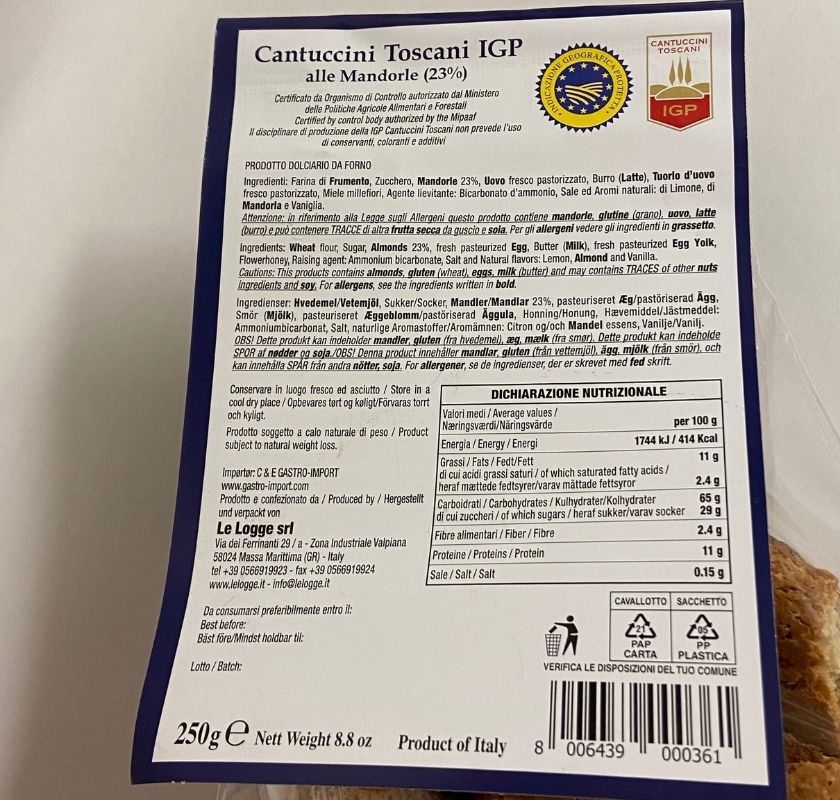 Cantuccini Toscani IGP
alle Mandorle (23%)
Certificato da Organismo di Controllo autorizzato dal Ministero
delle Politiche Agricole Alimentari e Forestali
Certified by control body authorized by the Mipaaf
Il disciplinare di produzione della IGP Cantuccini Toscani non prevede l'uso
di conservanti, coloranti e additivi
INDICAZIONE GEOGRAFICA PROTETTA
CANTUCCINI
TOSCANI
IGP
PRODOTTO DOLCIARIO DA FORNO
Ingredienti: Farina di Frumento, Zucchero, Mandorle 23%, Uovo fresco pastorizzato, Burro (Latte), Tuorlo d'uovo
fresco pastorizzato, Miele millefiori, Agente lievitante: Bicarbonato d'ammonio, Sale ed Aromi naturali: di Limone, di
Mandorla e Vaniglia.
Attenzione: in riferimento alla Legge sugli Allergeni questo prodotto contiene mandorle, glutine (grano), uovo, latte
(burro) e può contenere TRACCE di altra frutta secca da guscio e soia. Per gli allergeni vedere gli ingredienti in grassetto.
Ingredients: Wheat flour, Sugar, Almonds 23%, fresh pasteurized Egg, Butter (Milk), fresh pasteurized Egg Yolk,
Flowerhoney, Raising agent: Ammonium bicarbonate, Salt and Natural flavors: Lemon, Almond and Vanilla.
Cautions: This products contains almonds, gluten (wheat), eggs, milk (butter) and may contains TRACES of other nuts
ingredients and soy. For allergens, see the ingredients written in bold.
Ingredienser: Hvedemel/Vetemjöl, Sukker/Socker, Mandler/Mandlar 23%, pasteuriseret Æg/pastöriserad Ägg,
Smör (Mjölk), pasteuriseret Æggeblomm/pastöriserad Äggula, Honning/Honung, Hævemiddel/Jästmeddel:
Ammoniumbicarbonat, Salt, naturlige Aromastoffer/Aromämnen: Citron og/och Mandel essens, Vanilje/Vanilj.
OBS! Dette produkt kan indeholder mandler, gluten (fra hvedemel), æg, mælk (fra smør). Dette produkt kan indeholde
SPOR af nødder og soja./OBS! Denna product innehåller mandlar, gluten (från vettemjöl), ägg, mjölk (från smör), och
kan innehålla SPÅR från andra nötter, soja. For allergener, se de ingredienser, der er skrevet med fed skrift.
Conservare in luogo fresco ed asciutto / Store in a
cool dry place / Opbevares tørt og køligt/Förvaras torrt
och kyligt.
Prodotto soggetto a calo naturale di peso / Product
subject to natural weight loss.
Impørtør: C & E GASTRO-IMPORT
www.gastro-import.com
Prodotto e confezionato da / Produced by / Hergestellt
und verpackt von
Le Logge srl
Via dei Ferrinanti 29 / a - Zona Industriale Valpiana
58024 Massa Marittima (GR) - Italy
tel +39 0566919923 - fax +39 0566919924
www.lelogge.it - info@lelogge.it
Da consumarsi preferibilmente entro il:
Best before:
Bäst före/Mindst holdbar til:
Lotto / Batch:
DICHIARAZIONE NUTRIZIONALE
Valori medi / Average values /
Næringsværdi/Näringsvärde per 100 g
Energia / Energy / Energi 1744 kJ / 414 Kcal
Grassi / Fats / Fedt/Fett 11 g
di cui acidi grassi saturi / of which saturated fatty acids /
heraf mættede fedtsyrer/varav mättade fettsyror 2.4 g
Carboidrati / Carbohydrates / Kulhydrater/Kolhydrater 65 g
di cui zuccheri / of which sugars / heraf sukker/varav socker 29 g
Fibre alimentari / Fiber / Fibre 2.4 g
Proteine / Proteins / Protein 11 g
Sale / Salt / Salt 0.15 g
CAVALLOTTO SACCHETTO
21 05
PAP PP
CARTA PLASTICA
VERIFICA LE DISPOSIZIONI DEL TUO COMUNE
250g e Nett Weight 8.8 oz Product of Italy
8 006439 000361